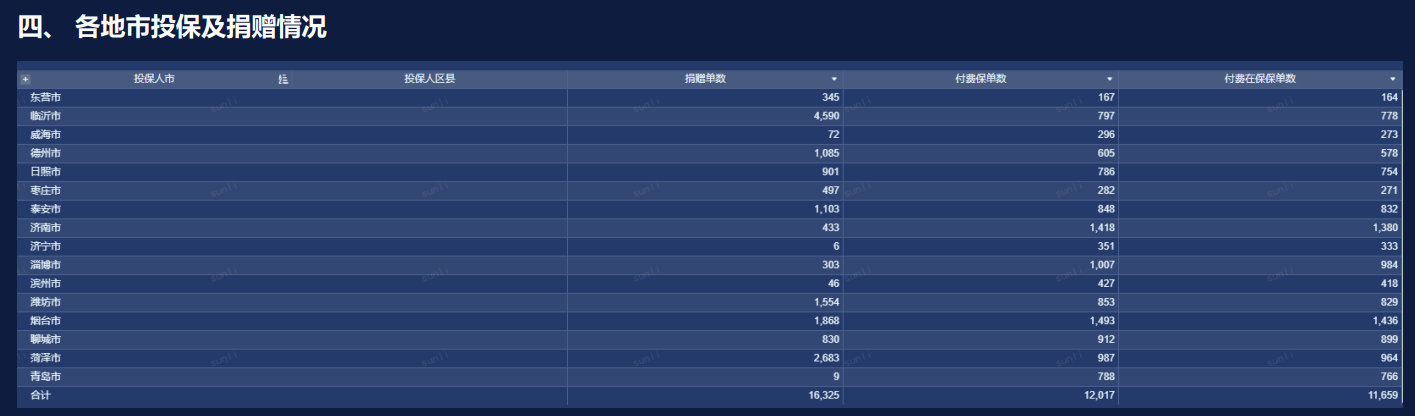 四、 各地市投保及捐赠情况
投保人市 投保人区县 捐赠单数 付费保单数 付费在保保单数
东营市 345 167 164
临沂市 4,590 797 778
威海市 72 296 273
德州市 1,085 605 578
日照市 901 786 754
枣庄市 497 282 271
泰安市 1,103 848 832
济南市 433 1,418 1,380
济宁市 6 351 333
淄博市 303 1,007 984
滨州市 46 427 418
潍坊市 1,554 853 829
烟台市 1,868 1,493 1,436
聊城市 830 912 899
菏泽市 2,683 987 964
青岛市 9 788 766
合计 16,325 12,017 11,659